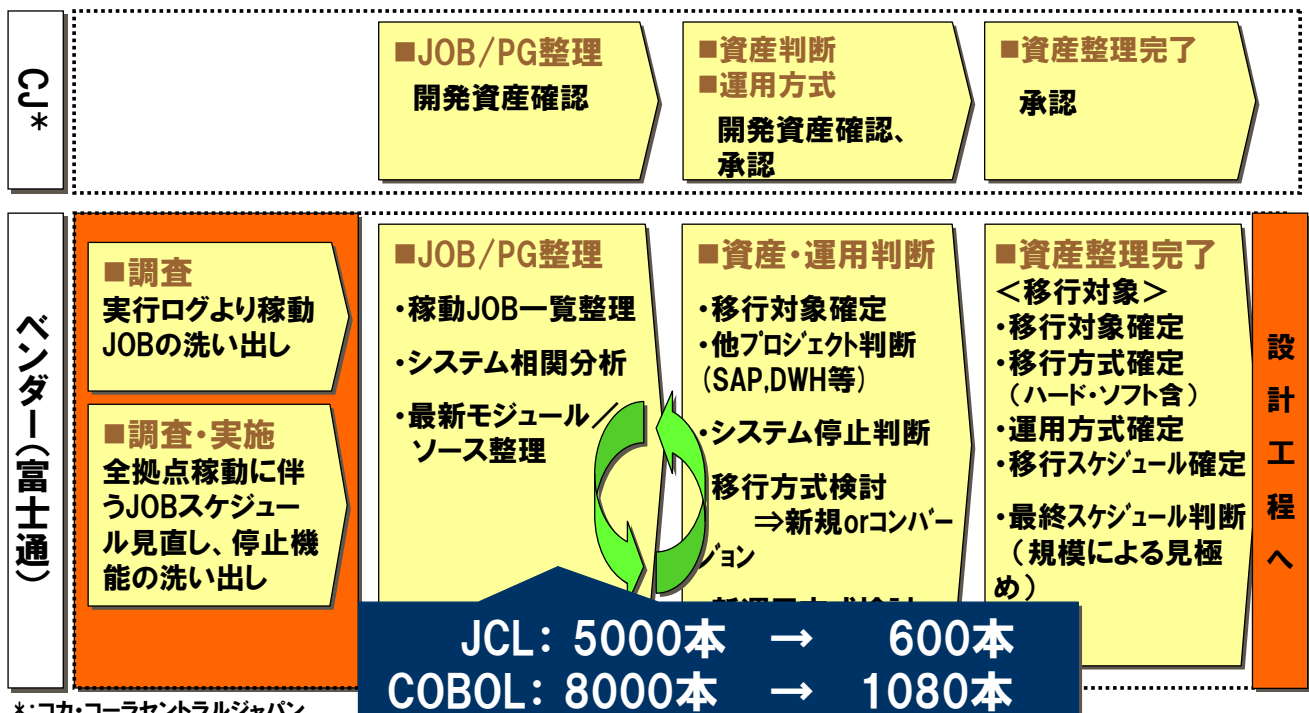 CJ*
■JOB/PG整理
開発資産確認
■資産判断
■運用方式
開発資産確認、
承認
■資産整理完了
承認
ベンダー(富士通)
■調査
実行ログより稼動
JOBの洗い出し
■調査・実施
全拠点稼動に伴
うJOBスケジュー
ル見直し、停止機
能の洗い出し
■JOB/PG整理
・稼動JOB一覧整理
・システム相関分析
・最新モジュール/
ソース整理
■資産・運用判断
・移行対象確定
・他プロジェクト判断
(SAP,DWH等)
・システム停止判断
移行方式検討
⇒新規orコンバー
ジョン
■資産整理完了
<移行対象>
・移行対象確定
・移行方式確定
(ハード・ソフト含)
・運用方式確定
・移行スケジュール確定
・最終スケジュール判断
(規模による見極
め)
設計工程へ
JCL: 5000本 → 600本
COBOL: 8000本 → 1080本
*:コカ・コーラセントラルジャパン